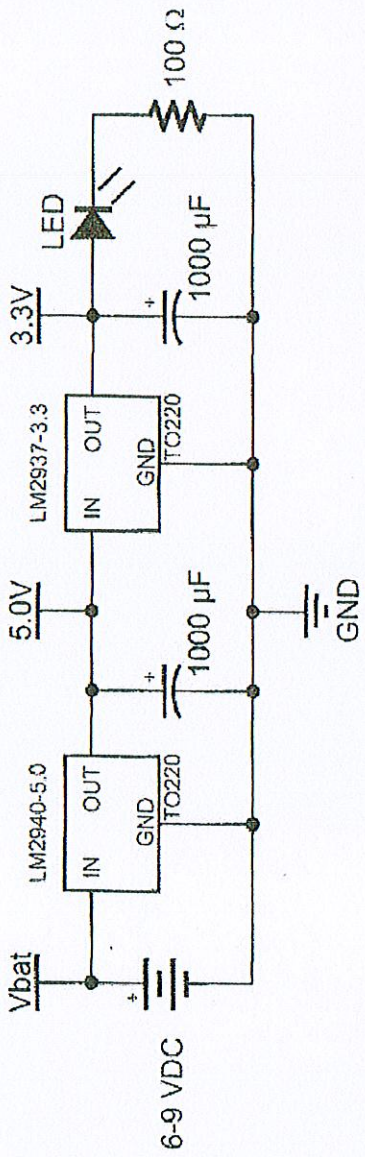 Vbat
5.0V
3.3V
LED
LM2940-5.0
LM2937-3.3
IN
OUT
IN
OUT
GND
TO220
GND
TO220
6-9 VDC
+
+
1000 µF
+
1000 µF
100 Ω
GND